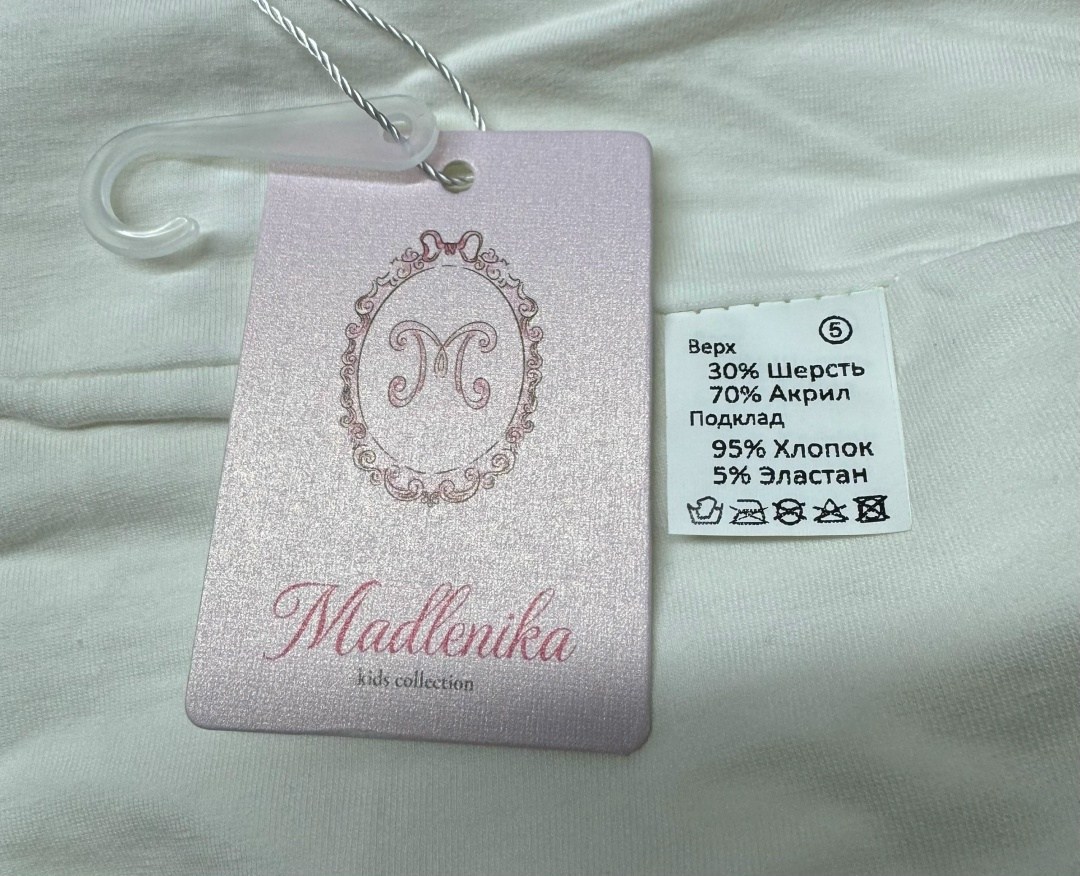 M
Madlenika
kids collection
5
Верх
30% Шерсть
70% Акрил
Подклад
95% Хлопок
5% Эластан